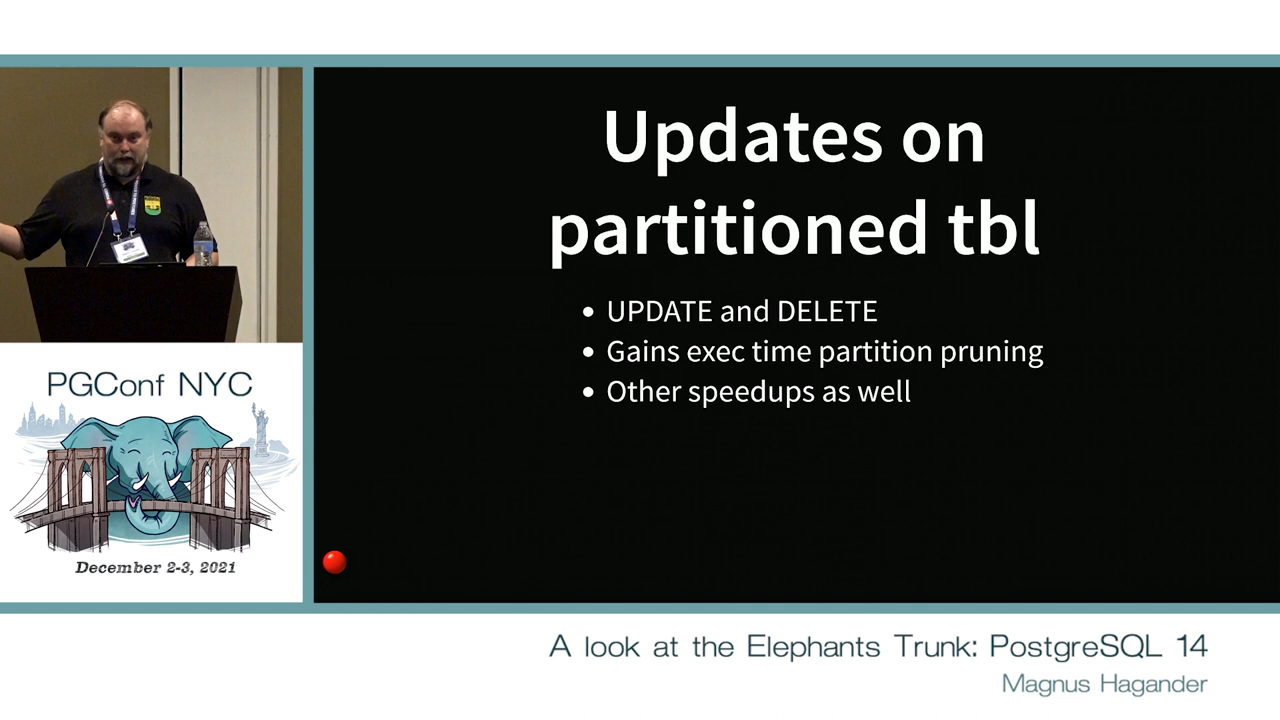 Updates on
partitioned tbl
UPDATE and DELETE
Gains exec time partition pruning
Other speedups as well
PGConf NYC
December 2-3, 2021
A look at the Elephants Trunk: PostgreSQL 14
Magnus Hagander